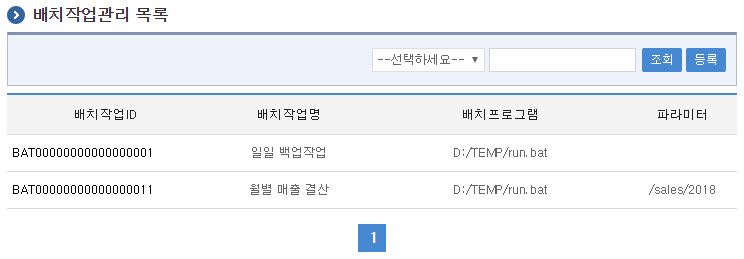 배치작업관리 목록
--선택하세요-- ▼ 조회 등록
배치작업ID 배치작업명 배치프로그램 파라미터
BAT00000000000000001 일일 백업작업 D:/TEMP/run.bat
BAT00000000000000011 월별 매출 결산 D:/TEMP/run.bat /sales/2018
1